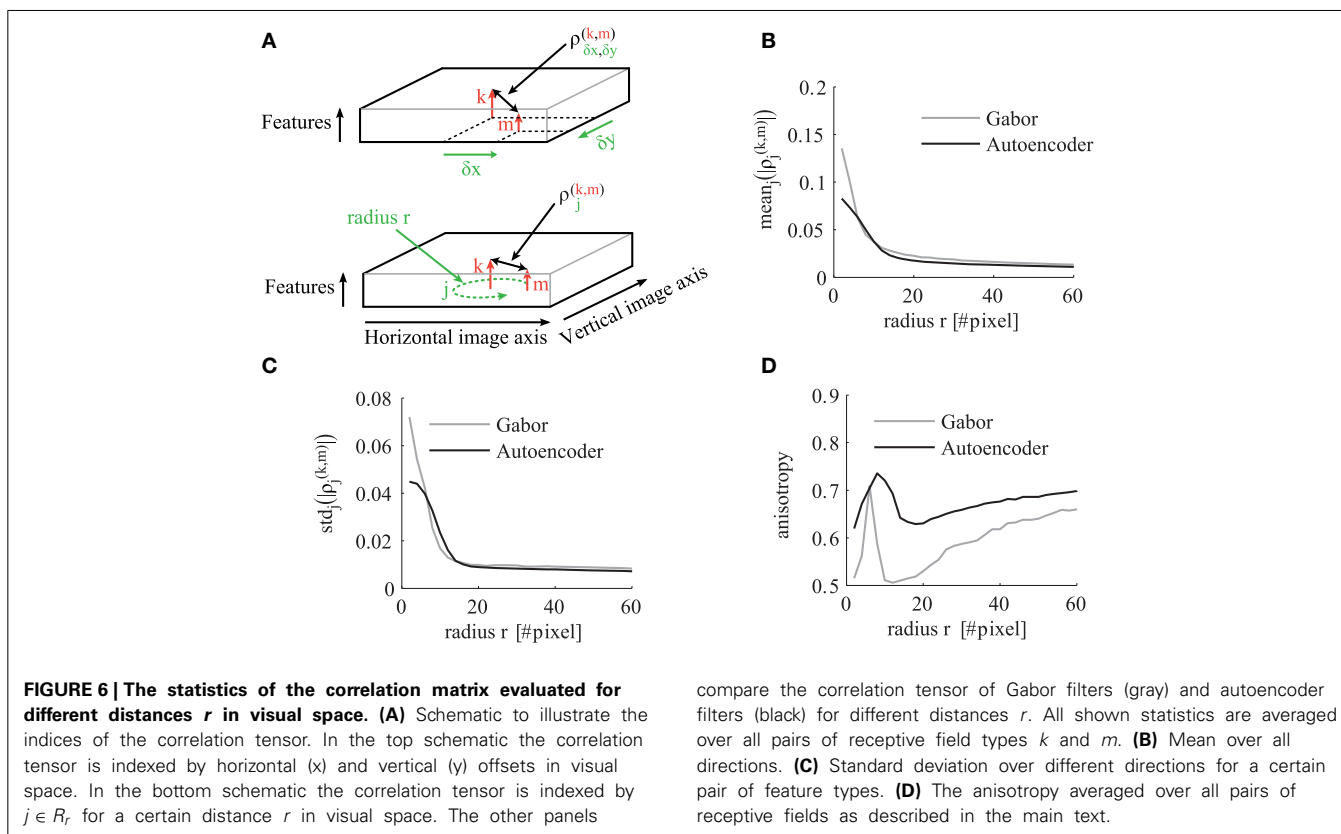 A
ρ(k,m)
δx,δy
k
m
Features
δx
δy
radius r
ρ(k,m)
j
k
m
j
Features
Horizontal image axis
Vertical image axis
B
0.2
0.15
0.1
0.05
0
mean_j(|ρ_j^(k,m)|)
Gabor
Autoencoder
0 20 40 60
radius r [#pixel]
C
0.08
0.06
0.04
0.02
0
std_j(|ρ_j^(k,m)|)
Gabor
Autoencoder
0 20 40 60
radius r [#pixel]
D
0.9
0.8
0.7
0.6
0.5
anisotropy
Gabor
Autoencoder
0 20 40 60
radius r [#pixel]
FIGURE 6 | The statistics of the correlation matrix evaluated for
different distances r in visual space. (A) Schematic to illustrate the
indices of the correlation tensor. In the top schematic the correlation
tensor is indexed by horizontal (x) and vertical (y) offsets in visual
space. In the bottom schematic the correlation tensor is indexed by
j ∈ R_r for a certain distance r in visual space. The other panels
compare the correlation tensor of Gabor filters (gray) and autoencoder
filters (black) for different distances r. All shown statistics are averaged
over all pairs of receptive field types k and m. (B) Mean over all
directions. (C) Standard deviation over different directions for a certain
pair of feature types. (D) The anisotropy averaged over all pairs of
receptive fields as described in the main text.